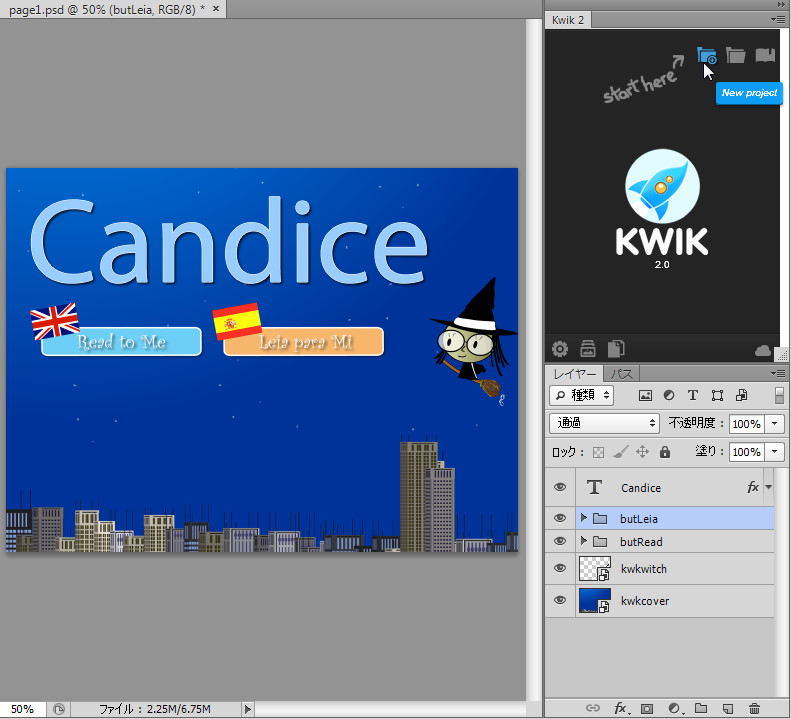 page1.psd @ 50% (butLeia, RGB/8) * ×
Kwik 2
start here
New project
KWIK
2.0
Candice
Read to Me
Leia para Mi
レイヤー
パス
種類
通過
不透明度：
100%
ロック：
塗り：
100%
T
Candice
fx
butLeia
butRead
kwkwitch
kwkcover
50%
ファイル：2.25M/6.75M
fx.